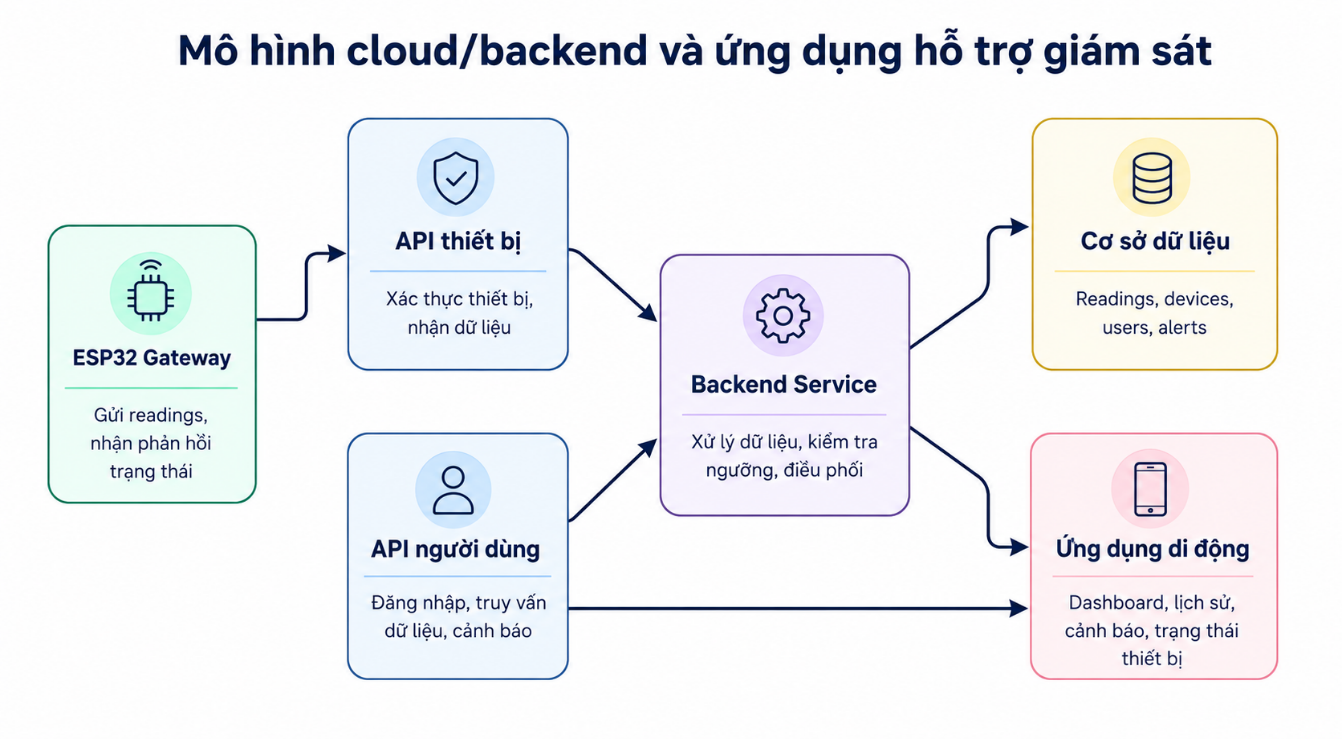 Mô hình cloud/backend và ứng dụng hỗ trợ giám sát
ESP32 Gateway
Gửi readings,
nhận phản hồi
trạng thái
API thiết bị
Xác thực thiết bị,
nhận dữ liệu
API người dùng
Đăng nhập, truy vấn
dữ liệu, cảnh báo
Backend Service
Xử lý dữ liệu, kiểm tra
ngưỡng, điều phối
Cơ sở dữ liệu
Readings, devices,
users, alerts
Ứng dụng di động
Dashboard, lịch sử,
cảnh báo, trạng thái
thiết bị